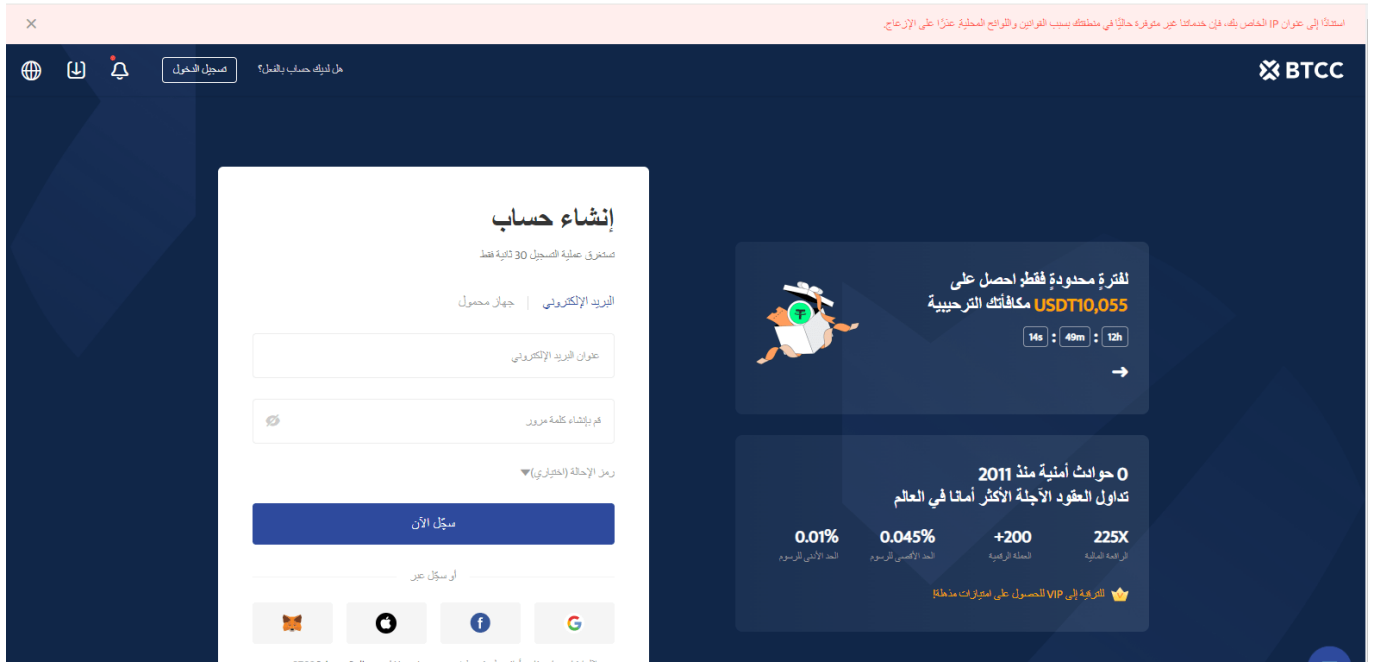 استنادًا إلى عنوان IP الخاص بك، فإن خدماتنا غير متوفرة حاليًا في منطقتك بسبب القوانين واللوائح المحلية. عذرًا على الإزعاج.
BTCC
هل لديك حساب بالفعل؟
تسجيل الدخول
لفترةٍ محدودةٍ فقط: احصل على
USDT10,055 مكافأتك الترحيبية
12h : 49m : 14s
0 حوادث أمنية منذ 2011
تداول العقود الآجلة الأكثر أمانا في العالم
225X
الرافعة المالية
+200
العملة الرقمية
0.045%
الحد الأقصى للرسوم
0.01%
الحد الأدنى للرسوم
للترقية إلى VIP للحصول على امتيازات مذهلة!
إنشاء حساب
تستغرق عملية التسجيل 30 ثانية فقط
البريد الإلكتروني | جهاز محمول
عنوان البريد الإلكتروني
قم بإنشاء كلمة مرور
رمز الإحالة (اختياري)
سجّل الآن
أو سجّل عبر